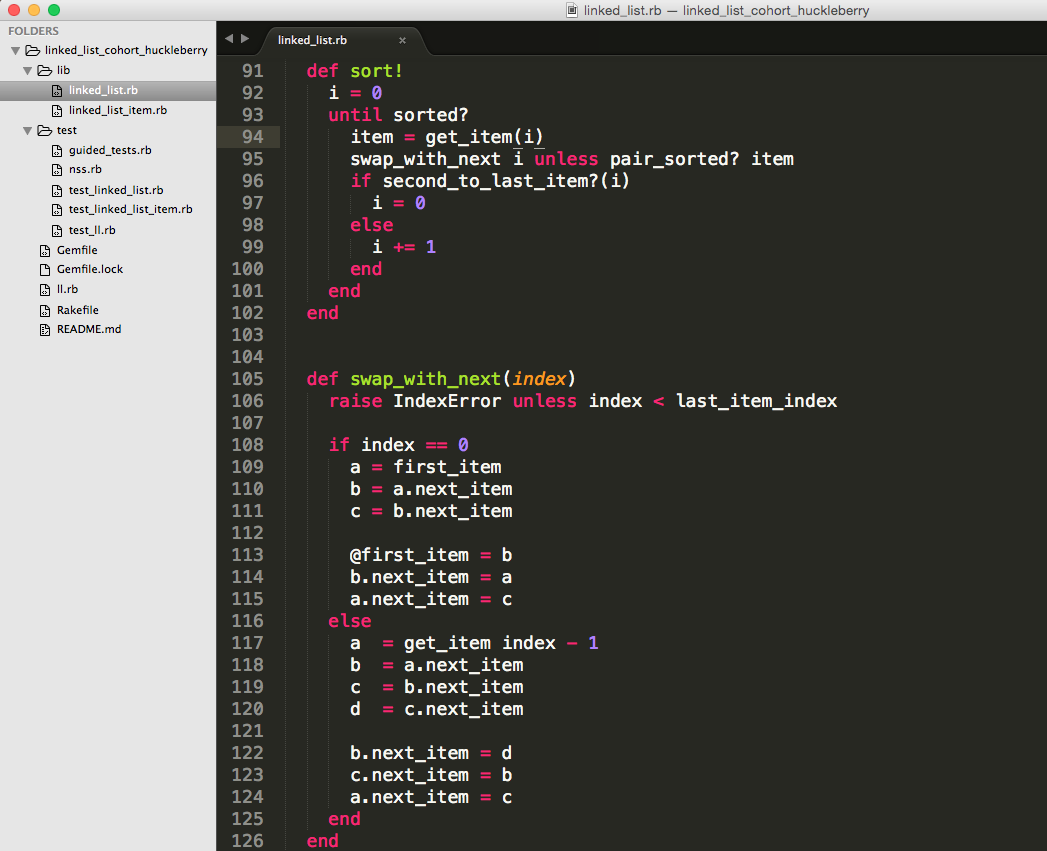 linked_list.rb — linked_list_cohort_huckleberry
FOLDERS
linked_list_cohort_huckleberry
lib
linked_list.rb
linked_list_item.rb
test
guided_tests.rb
nss.rb
test_linked_list.rb
test_linked_list_item.rb
test_ll.rb
Gemfile
Gemfile.lock
ll.rb
Rakefile
README.md
linked_list.rb ×
91 def sort!
92 i = 0
93 until sorted?
94 item = get_item(i)
95 swap_with_next i unless pair_sorted? item
96 if second_to_last_item?(i)
97 i = 0
98 else
99 i += 1
100 end
101 end
102 end
103
104
105 def swap_with_next(index)
106 raise IndexError unless index < last_item_index
107
108 if index == 0
109 a = first_item
110 b = a.next_item
111 c = b.next_item
112
113 @first_item = b
114 b.next_item = a
115 a.next_item = c
116 else
117 a  = get_item index - 1
118 b  = a.next_item
119 c  = b.next_item
120 d  = c.next_item
121
122 b.next_item = d
123 c.next_item = b
124 a.next_item = c
125 end
126 end